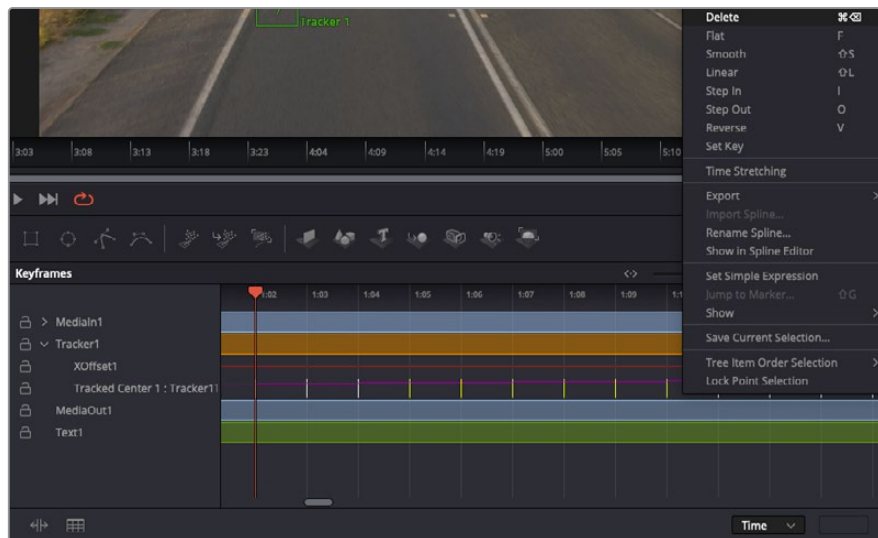 Tracker 1
Delete ⌘⌫
Flat F
Smooth ⇧S
Linear ⇧L
Step In I
Step Out O
Reverse V
Set Key
Time Stretching
Export >
Import Spline...
Rename Spline...
Show in Spline Editor
Set Simple Expression
Jump to Marker... ⇧G
Show >
Save Current Selection...
Tree Item Order Selection >
Lock Point Selection
3:03 3:08 3:13 3:18 3:23 4:04 4:09 4:14 4:19 5:00 5:05 5:10
T
Keyframes
1:02 1:03 1:04 1:05 1:06 1:07 1:08 1:09
> MediaIn1
Tracker1
XOffset1
Tracked Center 1 : Tracker1
MediaOut1
Text1
Time